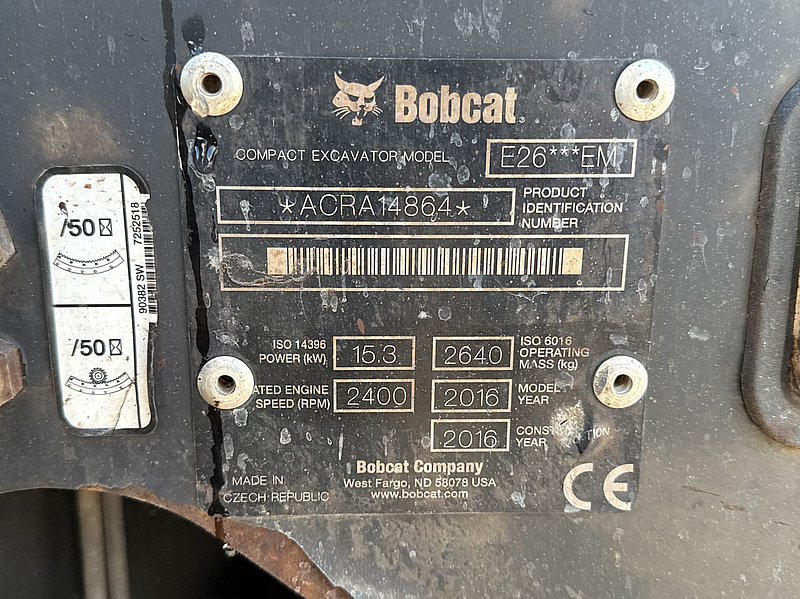 Bobcat.
COMPACT EXCAVATOR MODEL E26***EM
*ACRA14864* PRODUCT
IDENTIFICATION
NUMBER
ISO 14396
POWER (kW) 15.3
2640 ISO 6016
OPERATING
MASS (kg)
ENGINE
SPEED (RPM) 2400
2016 MODEL
YEAR
2016
YEAR
MADE IN
CZECH REPUBLIC
Bobcat Company
West Fargo, ND 58078 USA
www.bobcat.com
CE
/50
/50
90382 SW 7252518